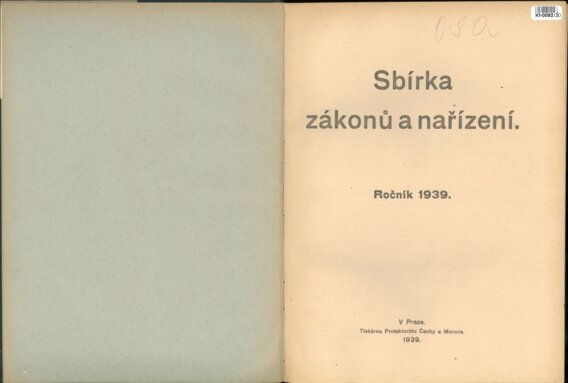 Sbírka
zákonů a nařízení.
Ročník 1939.
V Praze.
Tiskárna Protektorátu Čechy a Morava.
1939.